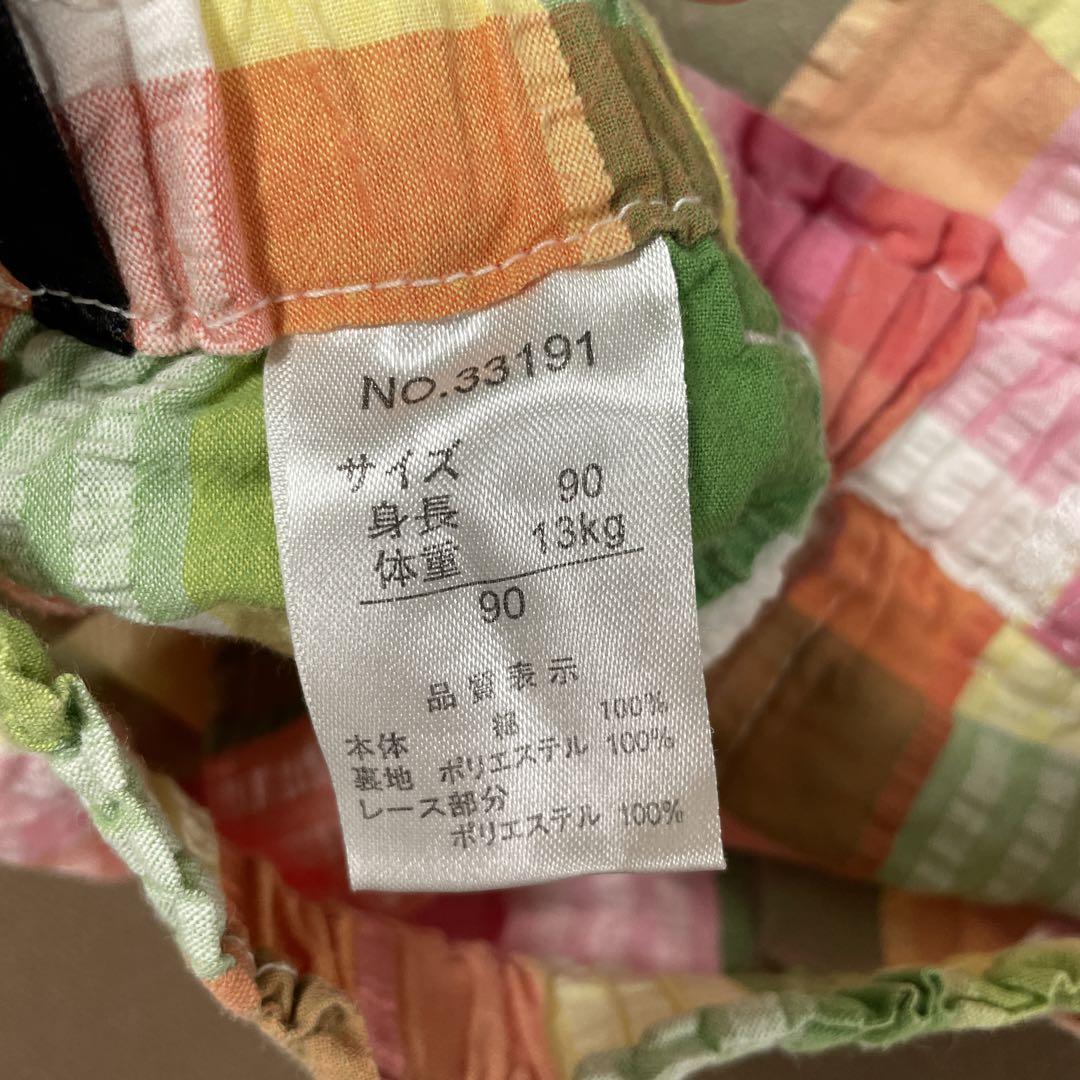 No.33191
サイズ
身長 90
体重 13kg
90
品質表示
本体 綿 100%
裏地 ポリエステル 100%
レース部分
ポリエステル 100%